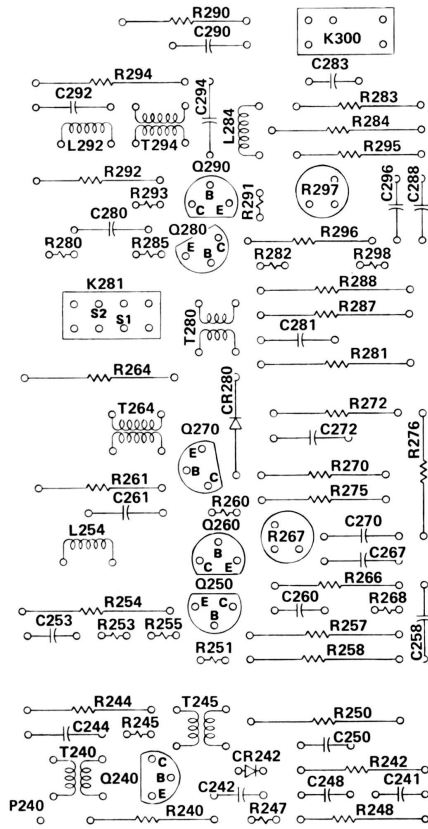 R290
C290
K300
C283
R294
C292
C294
L284
R283
R284
L292
T294
R295
Q290
B
C E
R292
R293
R291
R297
C296
C288
C280
Q280
E
B
C
R296
R280
R285
R282
R298
K281
S2
S1
R288
T280
R287
C281
R281
R264
CR280
T264
R272
C272
R276
Q270
E
B
C
R261
R270
C261
R260
R275
L254
Q260
B
C E
R267
C270
C267
Q250
E C
B
R266
R254
C260
R268
C253
R253
R255
R257
C258
R251
R258
R244
T245
C244
R245
R250
C250
T240
Q240
C
B
E
CR242
R242
C242
C248
C241
P240
R240
R247
R248